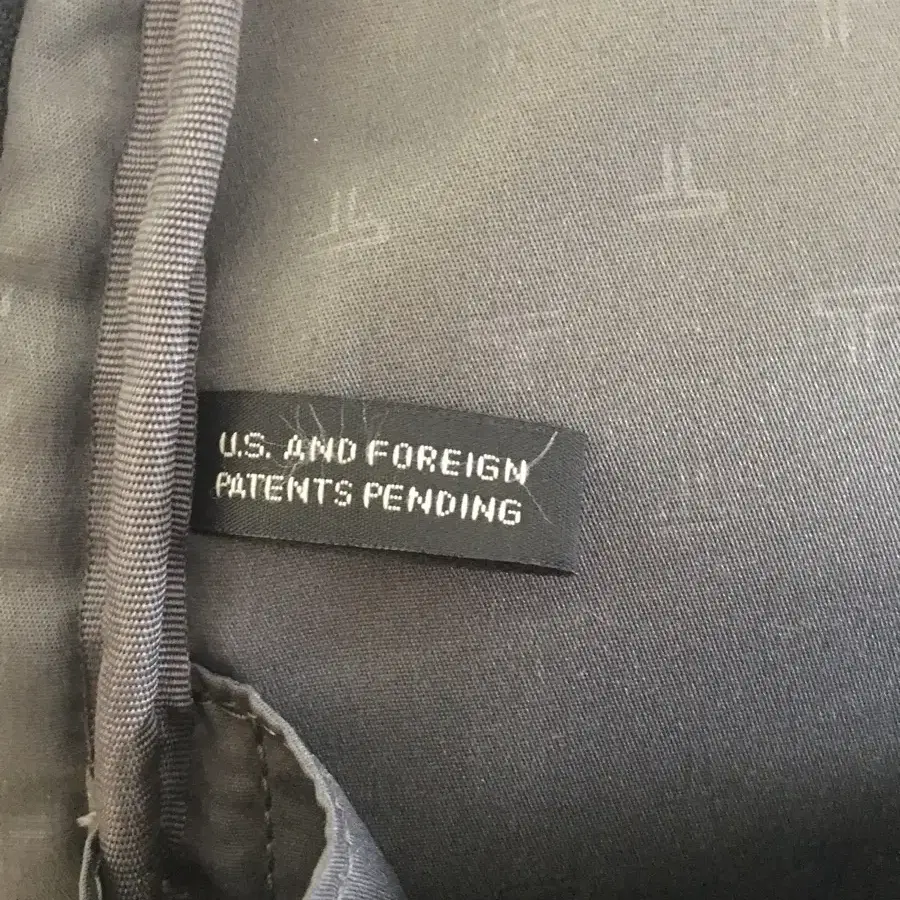 U.S. AND FOREIGN
PATENTS PENDING